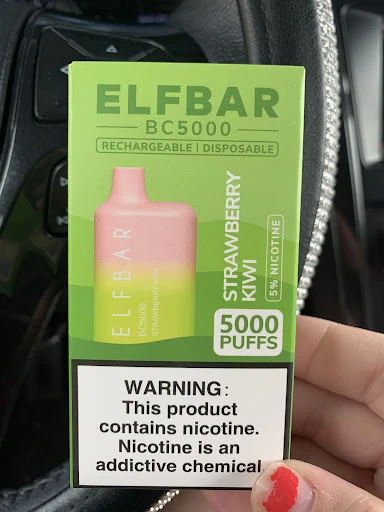 ELFBAR
BC5000
RECHARGEABLE | DISPOSABLE
ELFBAR
BC5000
STRAWBERRY KIWI
STRAWBERRY
KIWI
5% NICOTINE
5000
PUFFS
WARNING:
This product
contains nicotine.
Nicotine is an
addictive chemical